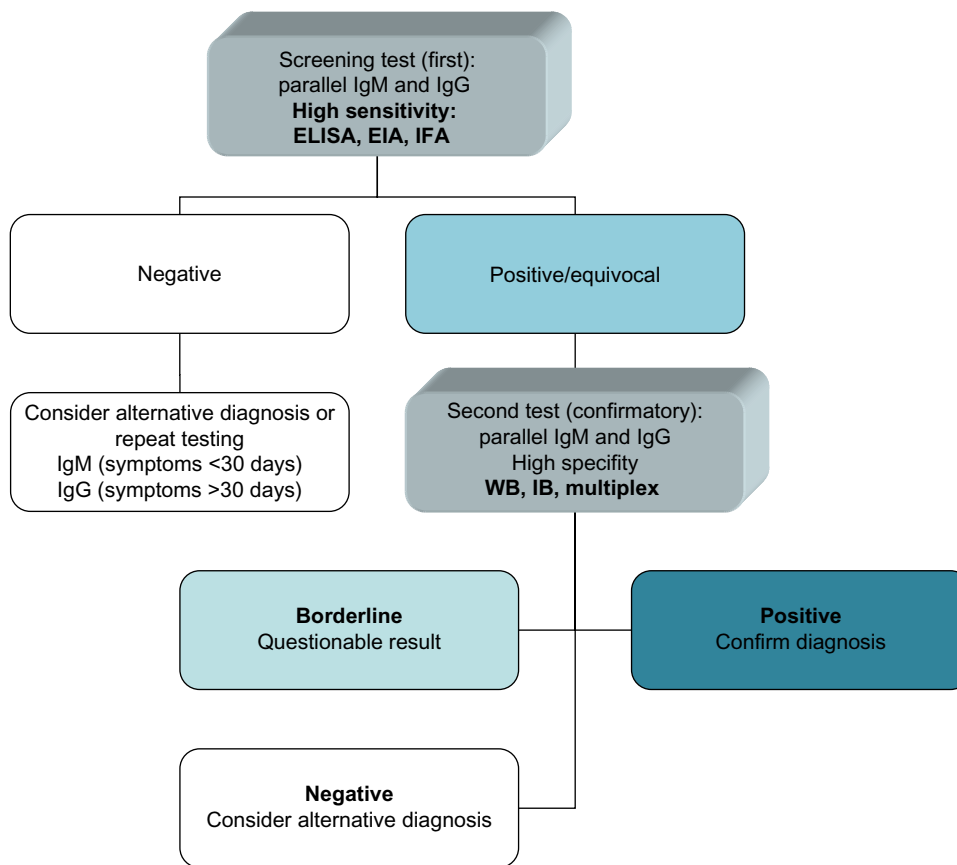 Screening test (first):
parallel IgM and IgG
High sensitivity:
ELISA, EIA, IFA
Negative
Positive/equivocal
Consider alternative diagnosis or
repeat testing
IgM (symptoms <30 days)
IgG (symptoms >30 days)
Second test (confirmatory):
parallel IgM and IgG
High specifity
WB, IB, multiplex
Borderline
Questionable result
Positive
Confirm diagnosis
Negative
Consider alternative diagnosis